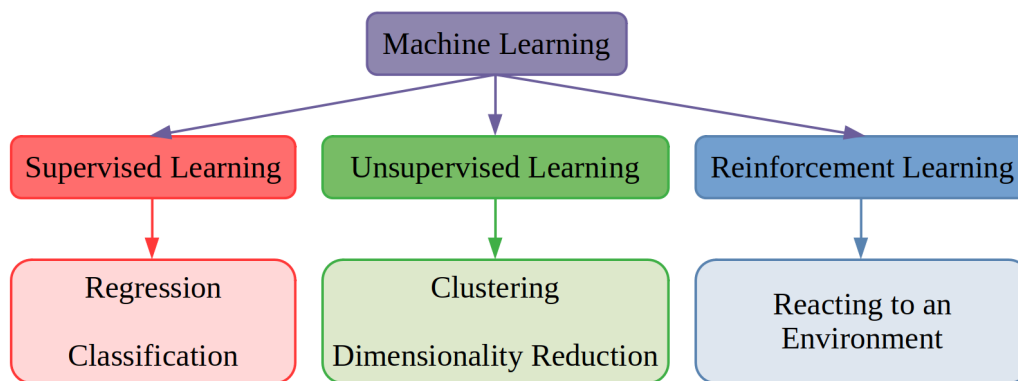 Machine Learning
Supervised Learning
Unsupervised Learning
Reinforcement Learning
Regression
Classification
Clustering
Dimensionality Reduction
Reacting to an
Environment